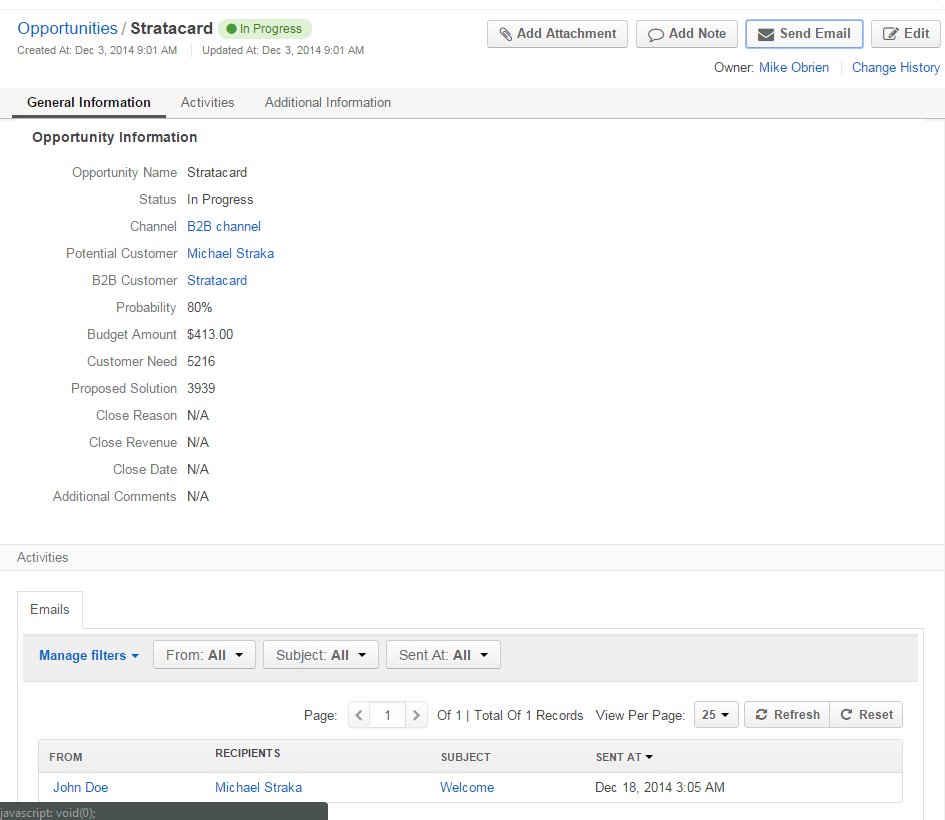 Opportunities / Stratacard In Progress Add Attachment Add Note Send Email Edit
Created At: Dec 3, 2014 9:01 AM Updated At: Dec 3, 2014 9:01 AM
Owner: Mike Obrien Change History
General Information Activities Additional Information
Opportunity Information
Opportunity Name Stratacard
Status In Progress
Channel B2B channel
Potential Customer Michael Straka
B2B Customer Stratacard
Probability 80%
Budget Amount $413.00
Customer Need 5216
Proposed Solution 3939
Close Reason N/A
Close Revenue N/A
Close Date N/A
Additional Comments N/A
Activities
Emails
Manage filters From: All Subject: All Sent At: All
Page: 1 Of 1 | Total Of 1 Records View Per Page: 25 Refresh Reset
FROM RECIPIENTS SUBJECT SENT AT
John Doe Michael Straka Welcome Dec 18, 2014 3:05 AM
javascript: void(0);